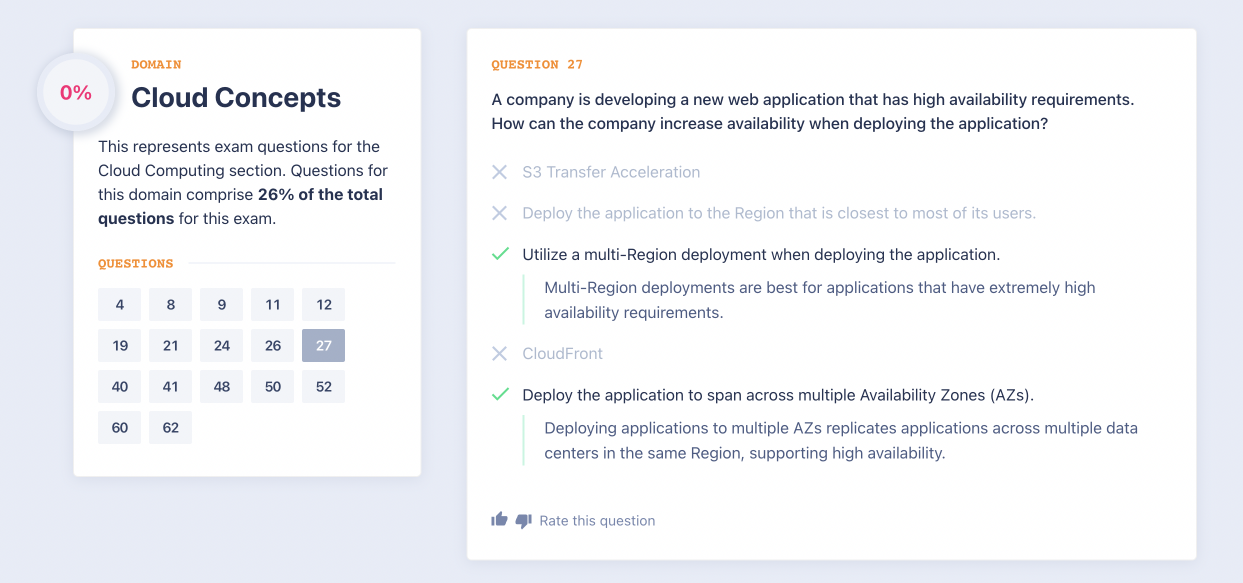 0%
DOMAIN
Cloud Concepts
This represents exam questions for the
Cloud Computing section. Questions for
this domain comprise 26% of the total
questions for this exam.
QUESTIONS
4 8 9 11 12
19 21 24 26 27
40 41 48 50 52
60 62
QUESTION 27
A company is developing a new web application that has high availability requirements.
How can the company increase availability when deploying the application?
S3 Transfer Acceleration
Deploy the application to the Region that is closest to most of its users.
Utilize a multi-Region deployment when deploying the application.
Multi-Region deployments are best for applications that have extremely high
availability requirements.
CloudFront
Deploy the application to span across multiple Availability Zones (AZs).
Deploying applications to multiple AZs replicates applications across multiple data
centers in the same Region, supporting high availability.
Rate this question